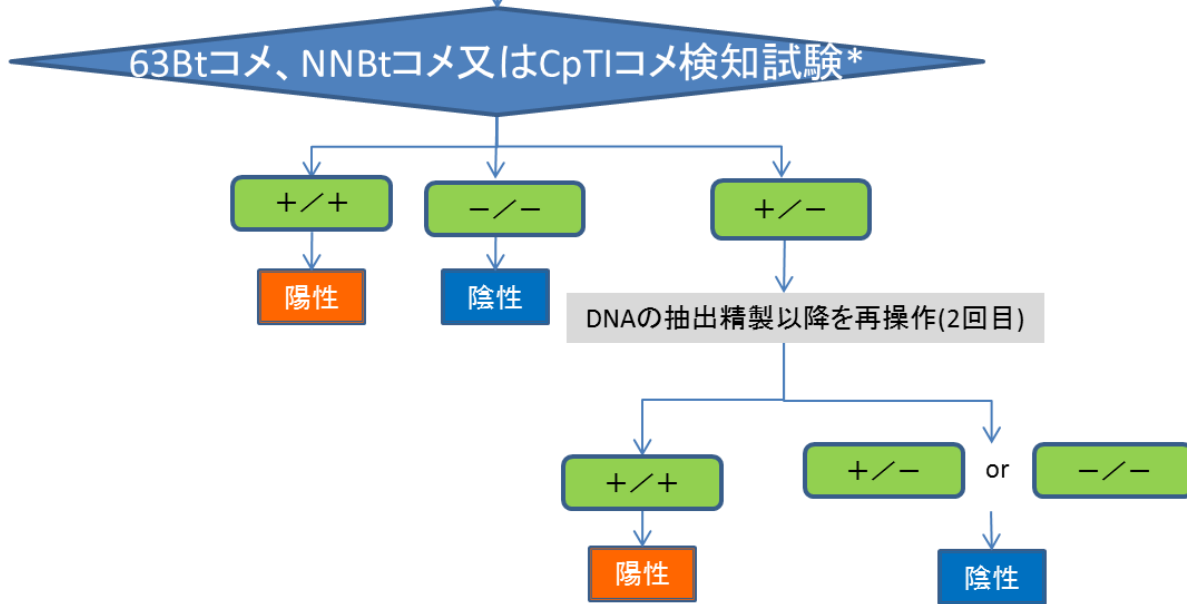 63Btコメ、NNBtコメ又はCpTIコメ検知試験*
＋／＋
－／－
＋／－
陽性
陰性
DNAの抽出精製以降を再操作(2回目)
＋／＋
＋／－
or
－／－
陽性
陰性